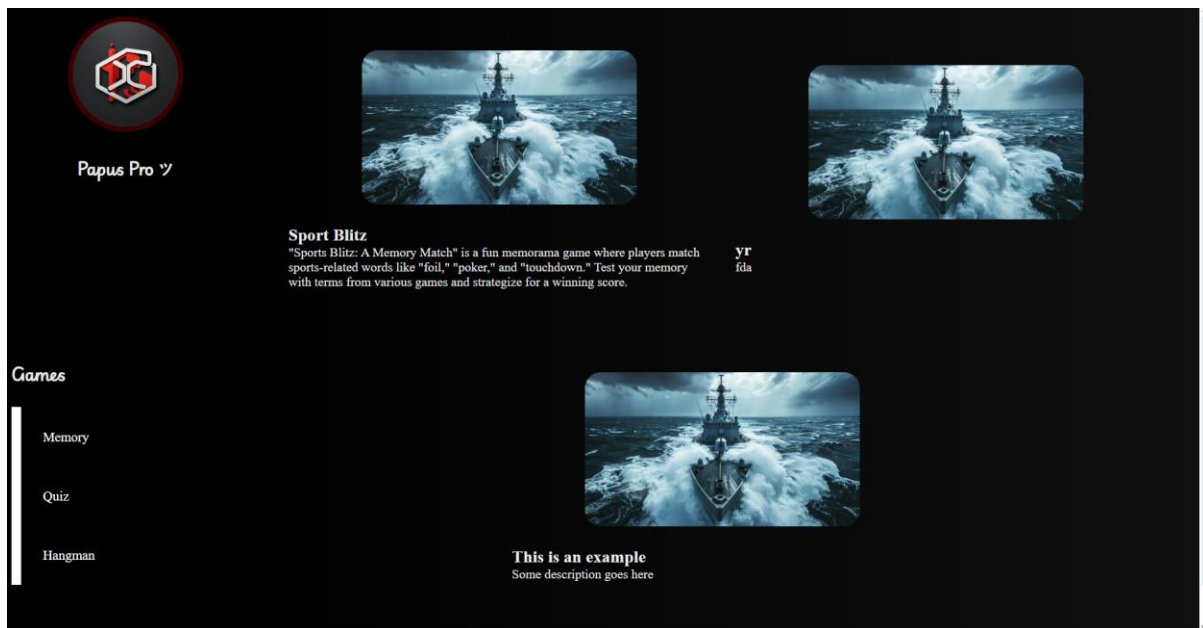 Papus Pro ツ
Sport Blitz
"Sports Blitz: A Memory Match" is a fun memorama game where players match
sports-related words like "foil," "poker," and "touchdown." Test your memory
with terms from various games and strategize for a winning score.
yr
fda
Games
Memory
Quiz
Hangman
This is an example
Some description goes here